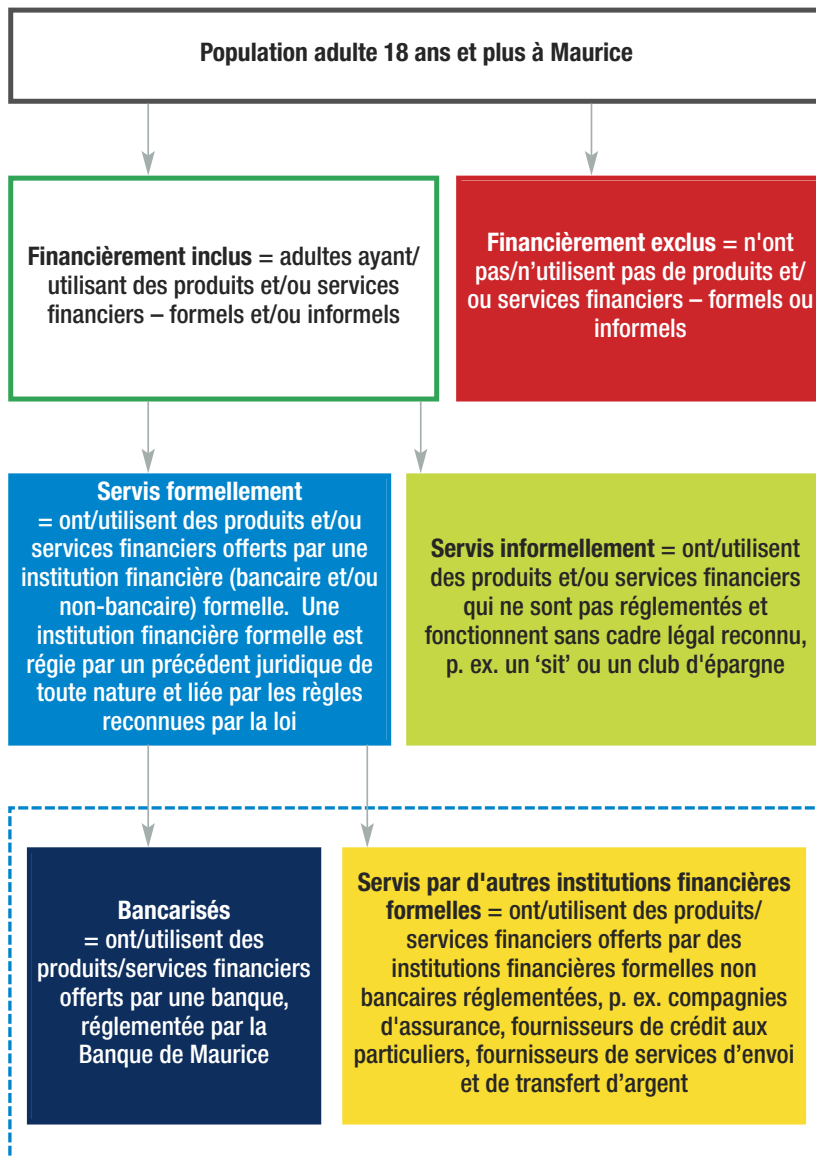 Population adulte 18 ans et plus à Maurice
Financièrement inclus = adultes ayant/
utilisant des produits et/ou services
financiers – formels et/ou informels
Financièrement exclus = n'ont
pas/n’utilisent pas de produits et/
ou services financiers – formels ou
informels
Servis formellement
= ont/utilisent des produits et/ou
services financiers offerts par une
institution financière (bancaire et/ou
non-bancaire) formelle. Une
institution financière formelle est
régie par un précédent juridique de
toute nature et liée par les règles
reconnues par la loi
Servis informellement = ont/utilisent
des produits et/ou services financiers
qui ne sont pas réglementés et
fonctionnent sans cadre légal reconnu,
p. ex. un ‘sit’ ou un club d'épargne
Bancarisés
= ont/utilisent des
produits/services financiers
offerts par une banque,
réglementée par la
Banque de Maurice
Servis par d'autres institutions financières
formelles = ont/utilisent des produits/
services financiers offerts par des
institutions financières formelles non
bancaires réglementées, p. ex. compagnies
d'assurance, fournisseurs de crédit aux
particuliers, fournisseurs de services d’envoi
et de transfert d’argent